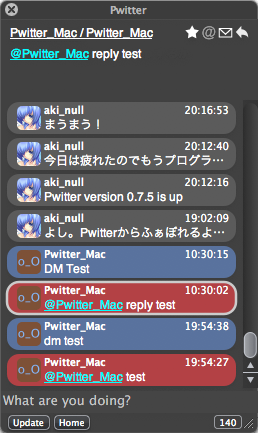 Pwitter
Pwitter_Mac / Pwitter_Mac
@Pwitter_Mac reply test
aki_null 20:16:53
まうまう！
aki_null 20:12:40
今日は疲れたのでもうプログラ…
aki_null 20:12:16
Pwitter version 0.7.5 is up
aki_null 19:02:09
よし。Pwitterからふぁぼれるよ…
Pwitter_Mac 10:30:15
DM Test
Pwitter_Mac 10:30:02
@Pwitter_Mac reply test
Pwitter_Mac 19:54:38
dm test
Pwitter_Mac 19:54:27
@Pwitter_Mac test
What are you doing?
Update Home 140